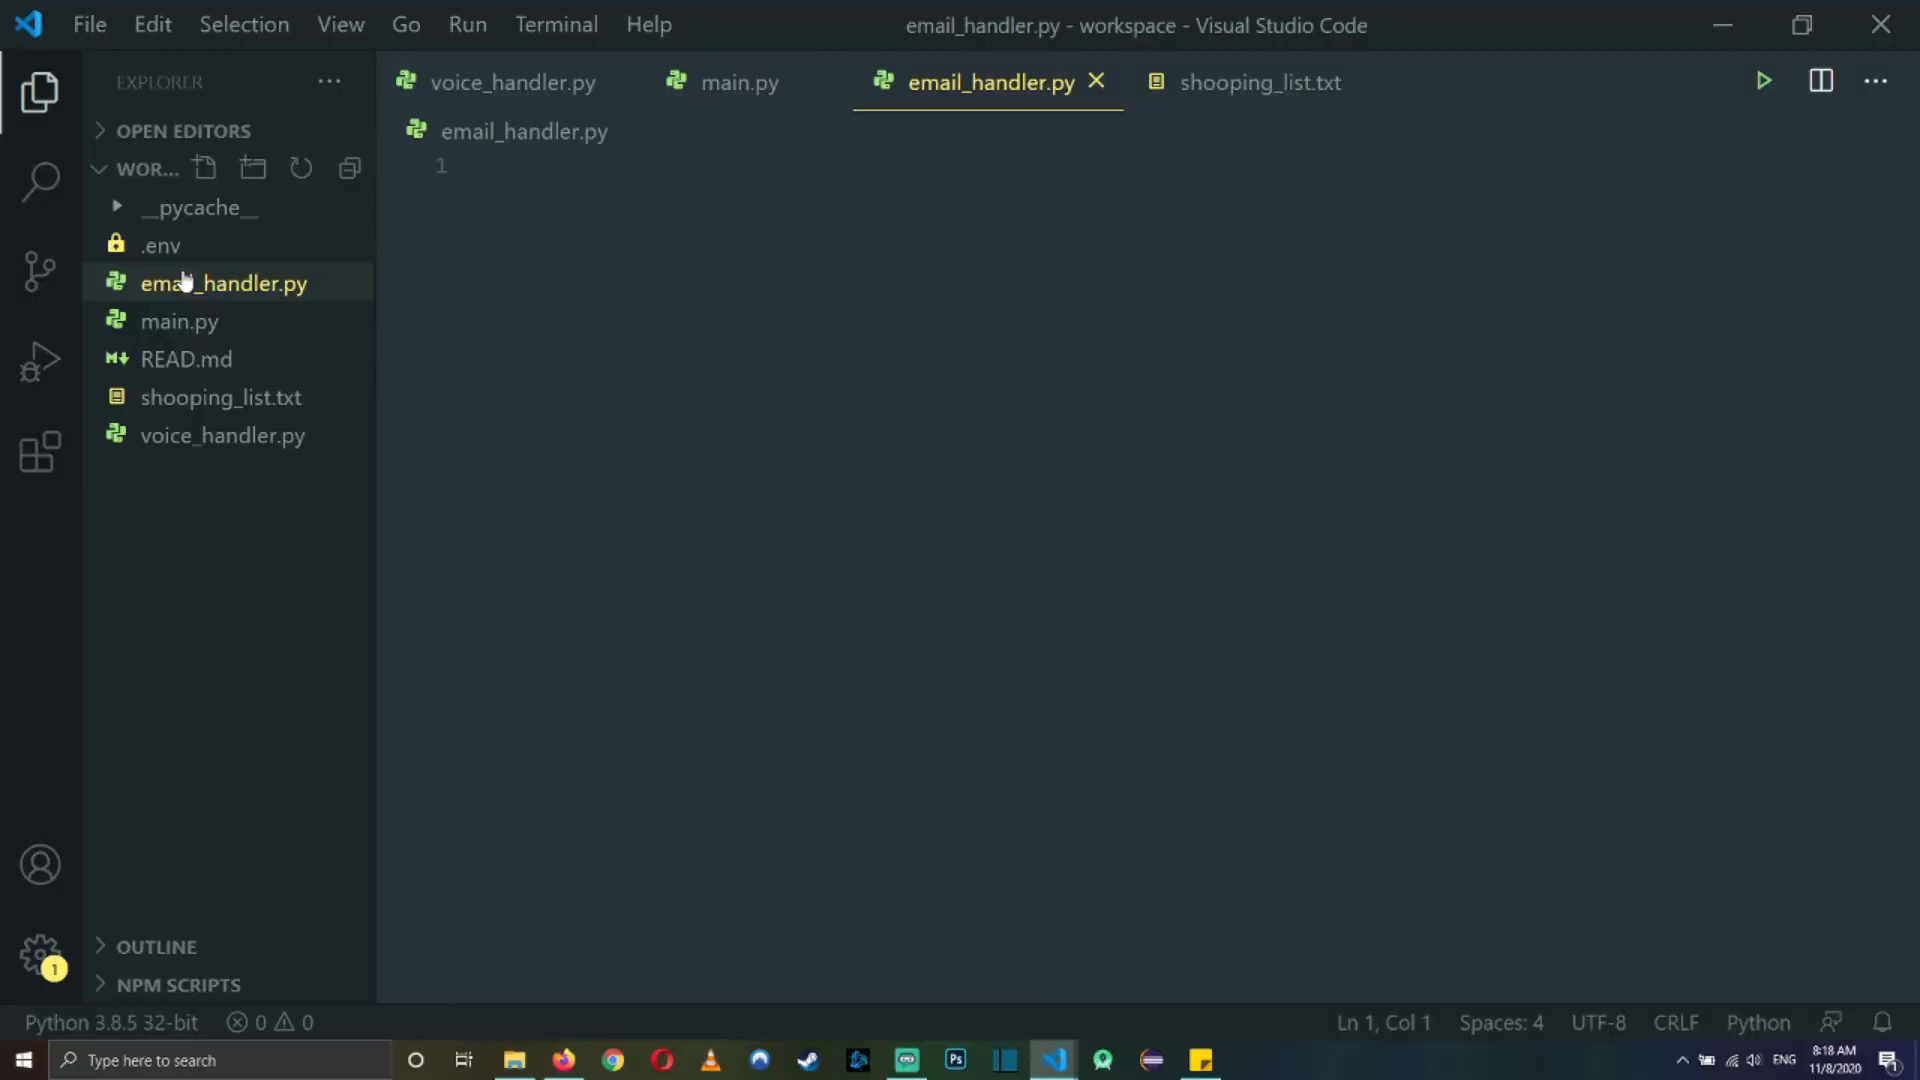 File Edit Selection View Go Run Terminal Help
email_handler.py - workspace - Visual Studio Code
EXPLORER
voice_handler.py main.py email_handler.py shooping_list.txt
OPEN EDITORS
email_handler.py
WOR...
1
__pycache__
.env
email_handler.py
main.py
READ.md
shooping_list.txt
voice_handler.py
OUTLINE
1
NPM SCRIPTS
Python 3.8.5 32-bit 0 0
Ln 1, Col 1 Spaces: 4 UTF-8 CRLF Python
Type here to search
Ps
ENG
8:18 AM
11/8/2020
1